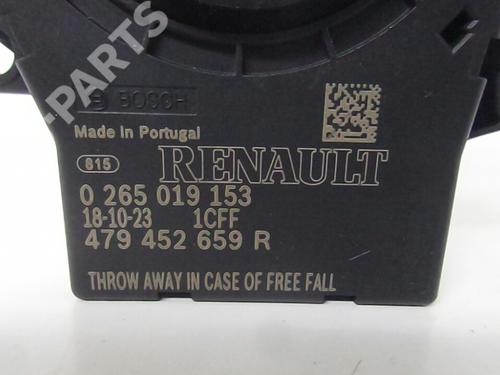 -PARTS
BOSCH
Made in Portugal
815
RENAULT
0 265 019 153
18-10-23 1CFF
479 452 659 R
THROW AWAY IN CASE OF FREE FALL